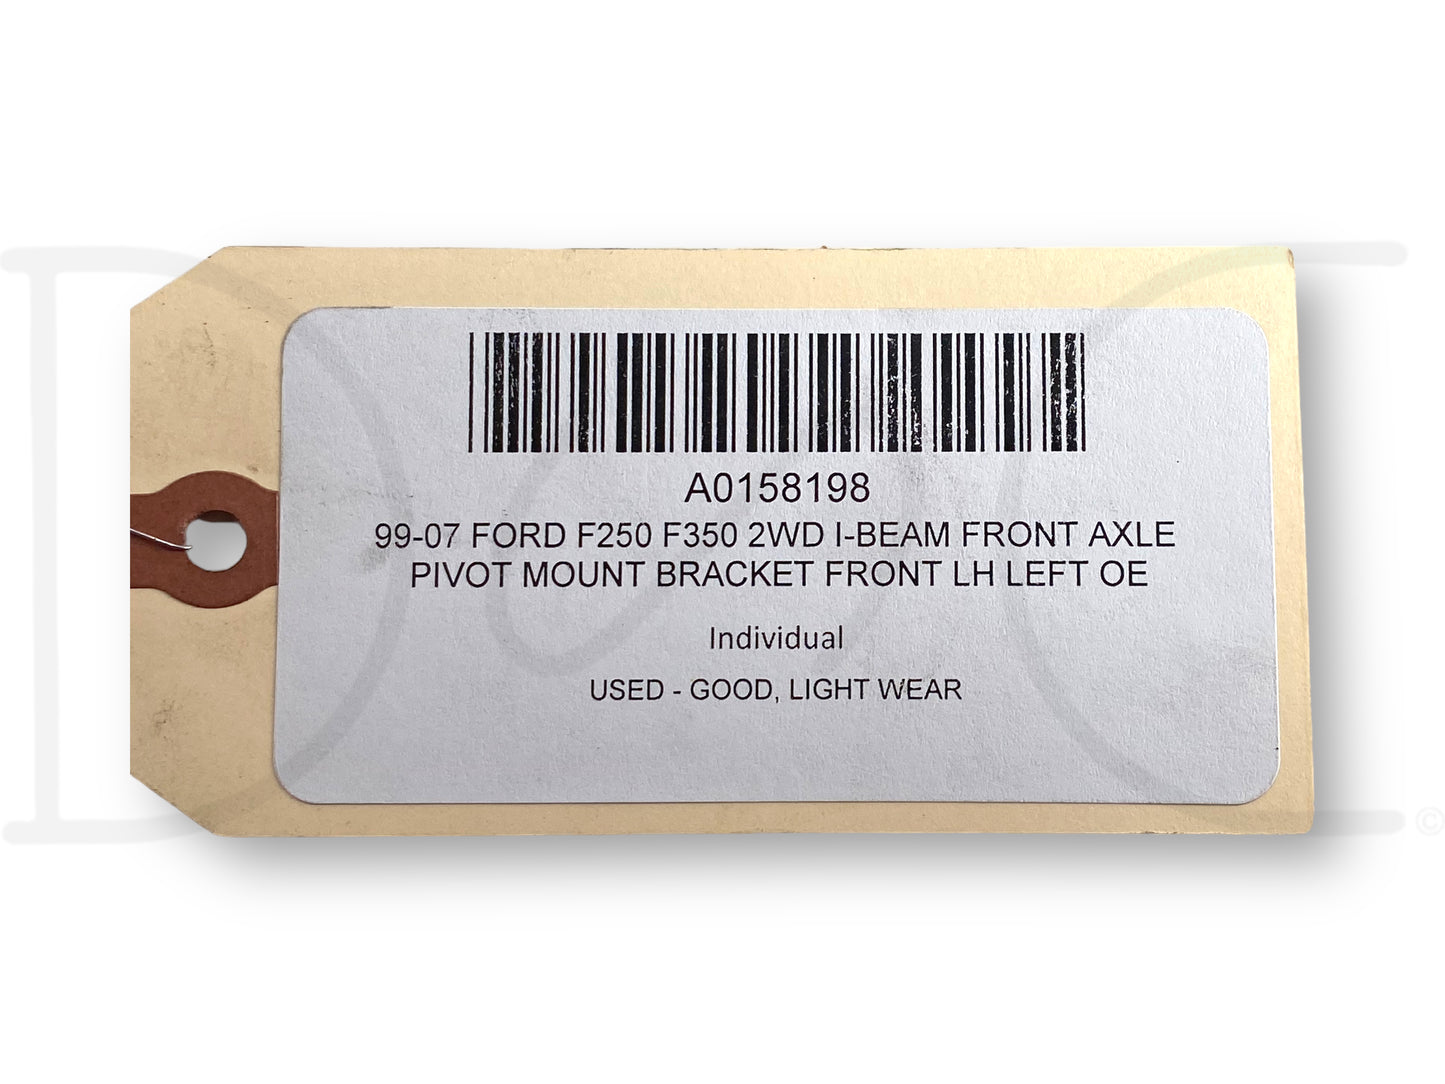 A0158198
99-07 FORD F250 F350 2WD I-BEAM FRONT AXLE
PIVOT MOUNT BRACKET FRONT LH LEFT OE
Individual
USED - GOOD, LIGHT WEAR
©